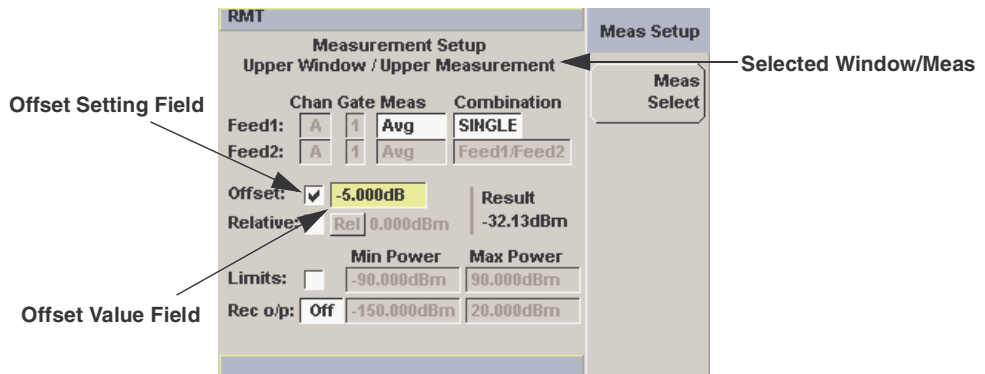 RMT
Meas Setup
Measurement Setup
Upper Window / Upper Measurement
Selected Window/Meas
Meas
Select
Offset Setting Field
Chan Gate Meas Combination
Feed1: A 1 Avg SINGLE
Feed2: A 1 Avg Feed1/Feed2
Offset: -5.000dB
Result
Relative: Rel 0.000dBm
-32.13dBm
Min Power Max Power
Limits: -90.000dBm 90.000dBm
Offset Value Field
Rec o/p: Off -150.000dBm 20.000dBm